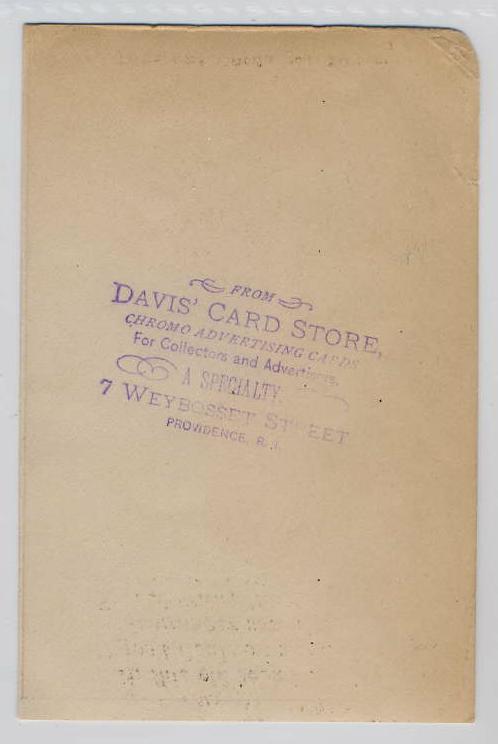 FROM
DAVIS' CARD STORE,
CHROMO ADVERTISING CARDS
For Collectors and Advertisers,
A SPECIALTY.
7 WEYBOSSET STREET
PROVIDENCE, R. I.